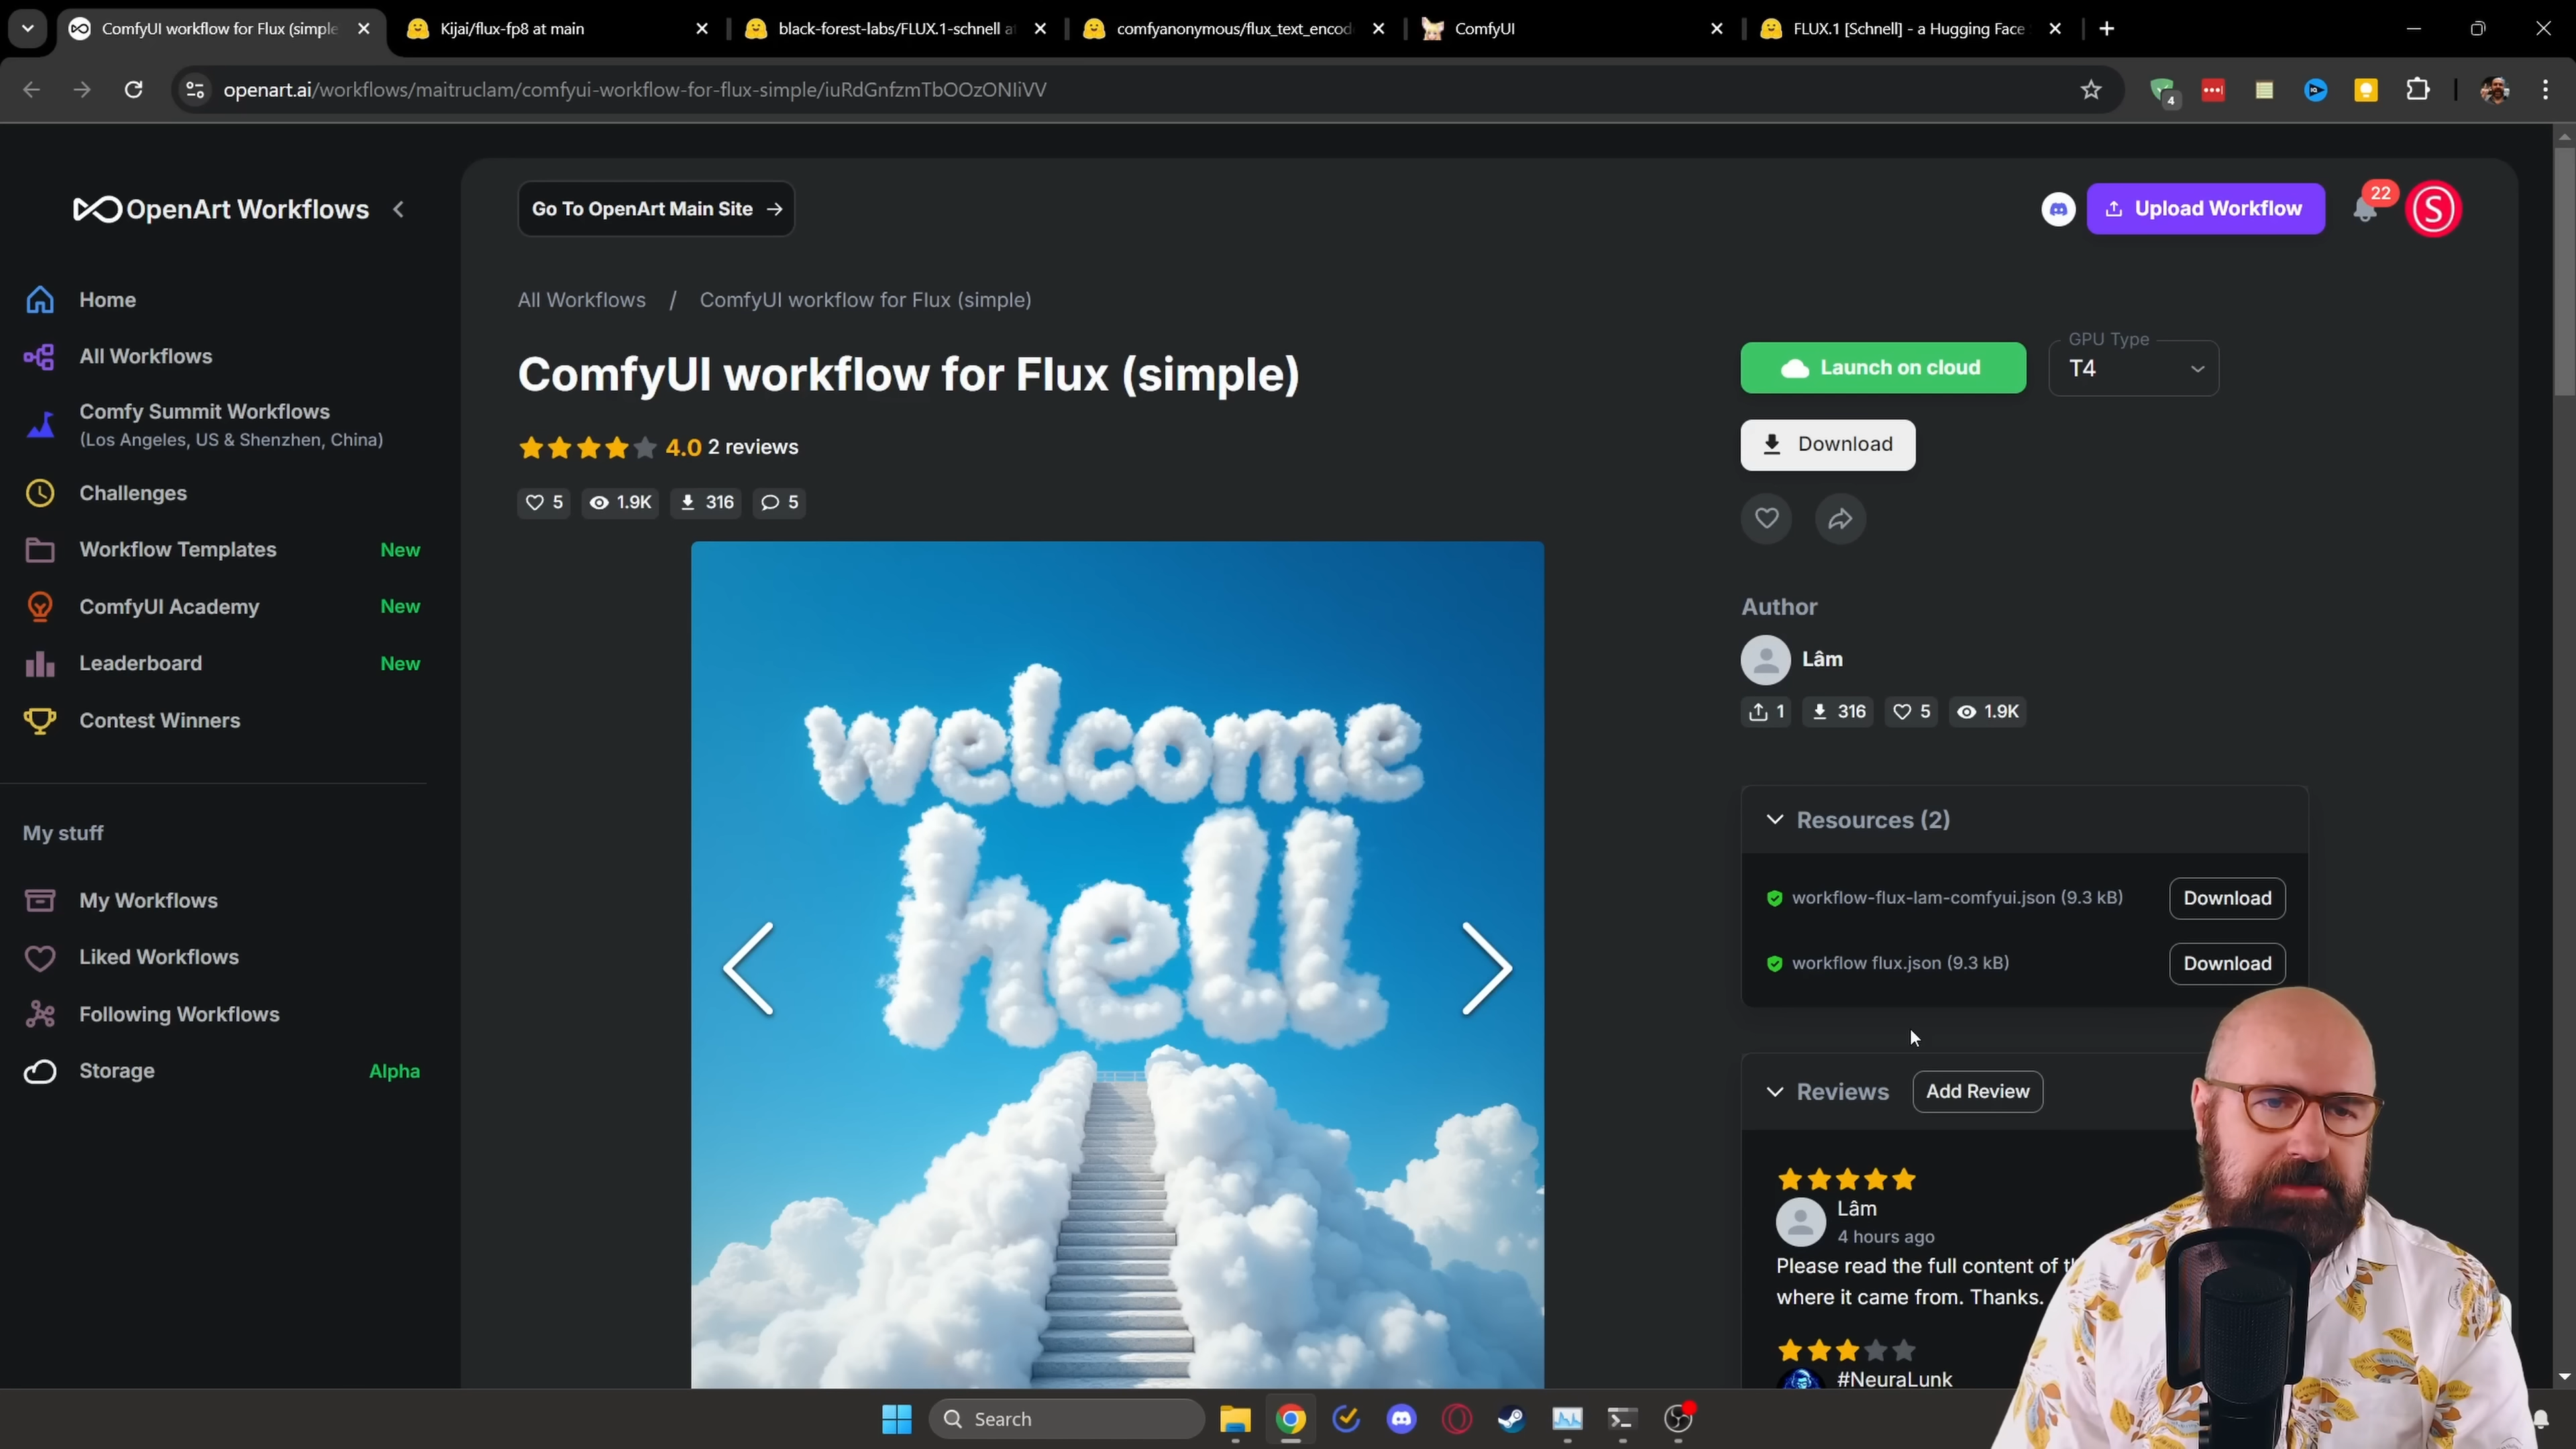 ComfyUI workflow for Flux (simple
Kijai/flux-fp8 at main
black-forest-labs/FLUX.1-schnell at
comfyanonymous/flux_text_encod
ComfyUI
FLUX.1 [Schnell] - a Hugging Face
openart.ai/workflows/maitruclam/comfyui-workflow-for-flux-simple/iuRdGnfzmTbOOzONIiVV
4
OpenArt Workflows
Go To OpenArt Main Site
Upload Workflow
22
S
Home
All Workflows
Comfy Summit Workflows
(Los Angeles, US & Shenzhen, China)
Challenges
Workflow Templates New
ComfyUI Academy New
Leaderboard New
Contest Winners
My stuff
My Workflows
Liked Workflows
Following Workflows
Storage Alpha
All Workflows / ComfyUI workflow for Flux (simple)
ComfyUI workflow for Flux (simple)
4.0 2 reviews
5 1.9K 316 5
welcome
hell
Launch on cloud
GPU Type
T4
Download
Author
Lâm
1 316 5 1.9K
Resources (2)
workflow-flux-lam-comfyui.json (9.3 kB) Download
workflow flux.json (9.3 kB) Download
Reviews Add Review
Lâm
4 hours ago
Please read the full content of
where it came from. Thanks.
#NeuraLunk
Search